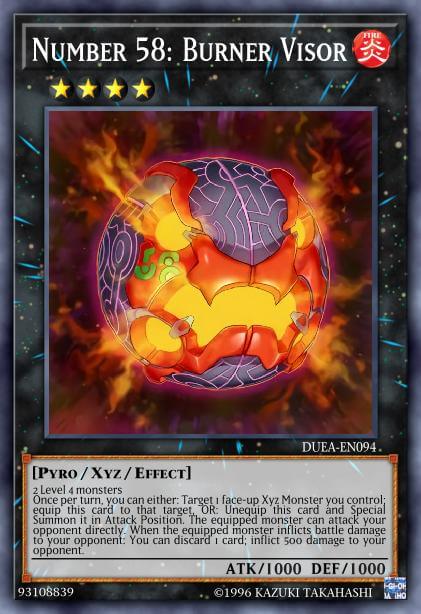 NUMBER 58: BURNER VISOR
FIRE
炎
58
DUEA-EN094
[PYRO / XYZ / EFFECT]
2 Level 4 monsters
Once per turn, you can either: Target 1 face-up Xyz Monster you control;
equip this card to that target, OR: Unequip this card and Special
Summon it in Attack Position. The equipped monster can attack your
opponent directly. When the equipped monster inflicts battle damage
to your opponent: You can discard 1 card; inflict 500 damage to your
opponent.
ATK/1000 DEF/1000
93108839
©1996 KAZUKI TAKAHASHI